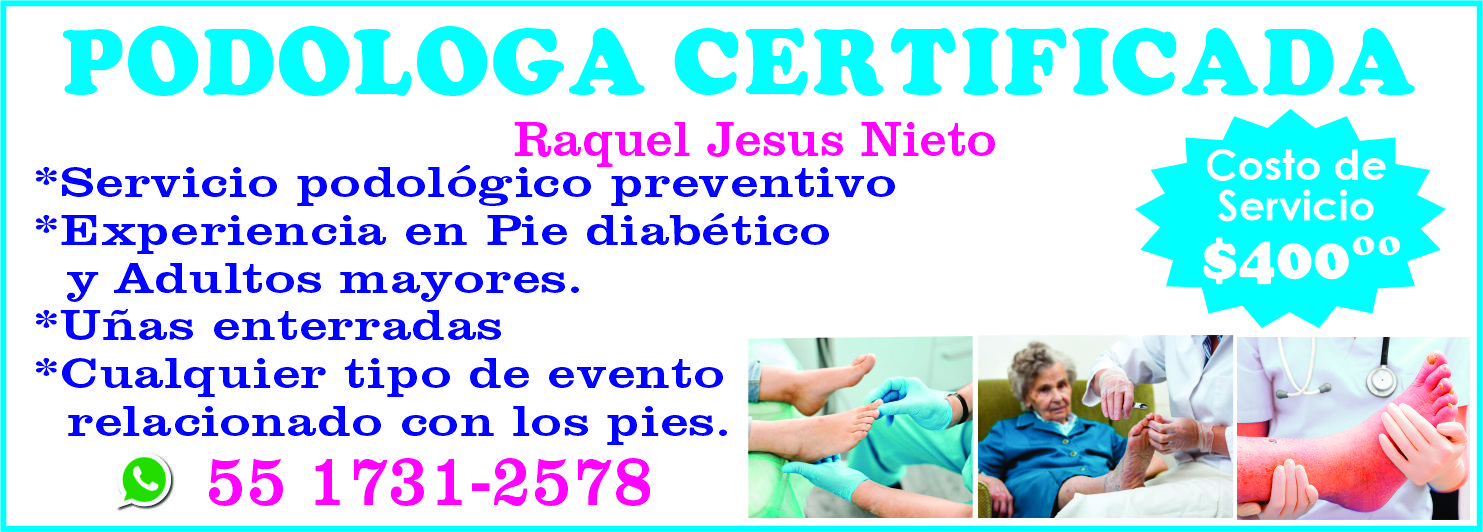 PODOLOGA CERTIFICADA
Raquel Jesus Nieto
*Servicio podológico preventivo
*Experiencia en Pie diabético
y Adultos mayores.
*Uñas enterradas
*Cualquier tipo de evento
relacionado con los pies.
55 1731-2578
Costo de
Servicio
$400⁰⁰